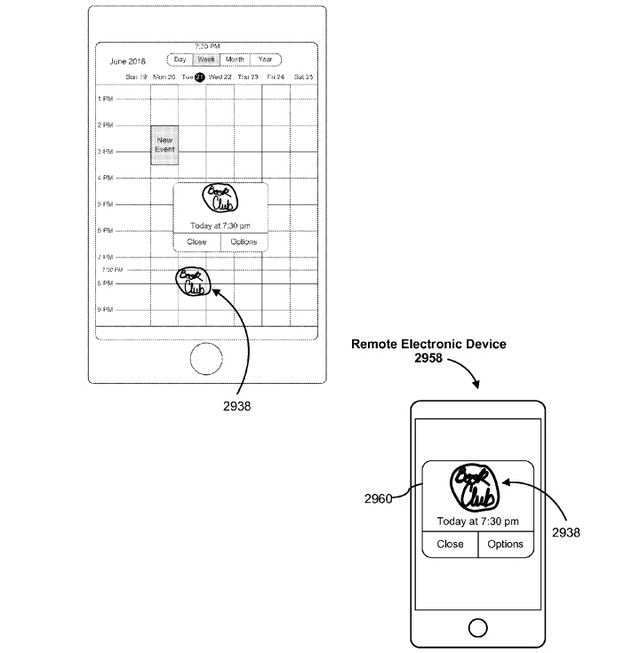 7:30 PM
June 2016
Day Week Month Year
Sun 19 Mon 20 Tue 21 Wed 22 Thu 23 Fri 24 Sat 25
1 PM
2 PM
New
Event
3 PM
4 PM
Book
Club
5 PM
Today at 7:30 pm
6 PM
Close Options
7 PM
7:30 PM
Book
Club
8 PM
9 PM
2938
Remote Electronic Device
2958
Book
Club
2960
Today at 7:30 pm
Close Options
2938